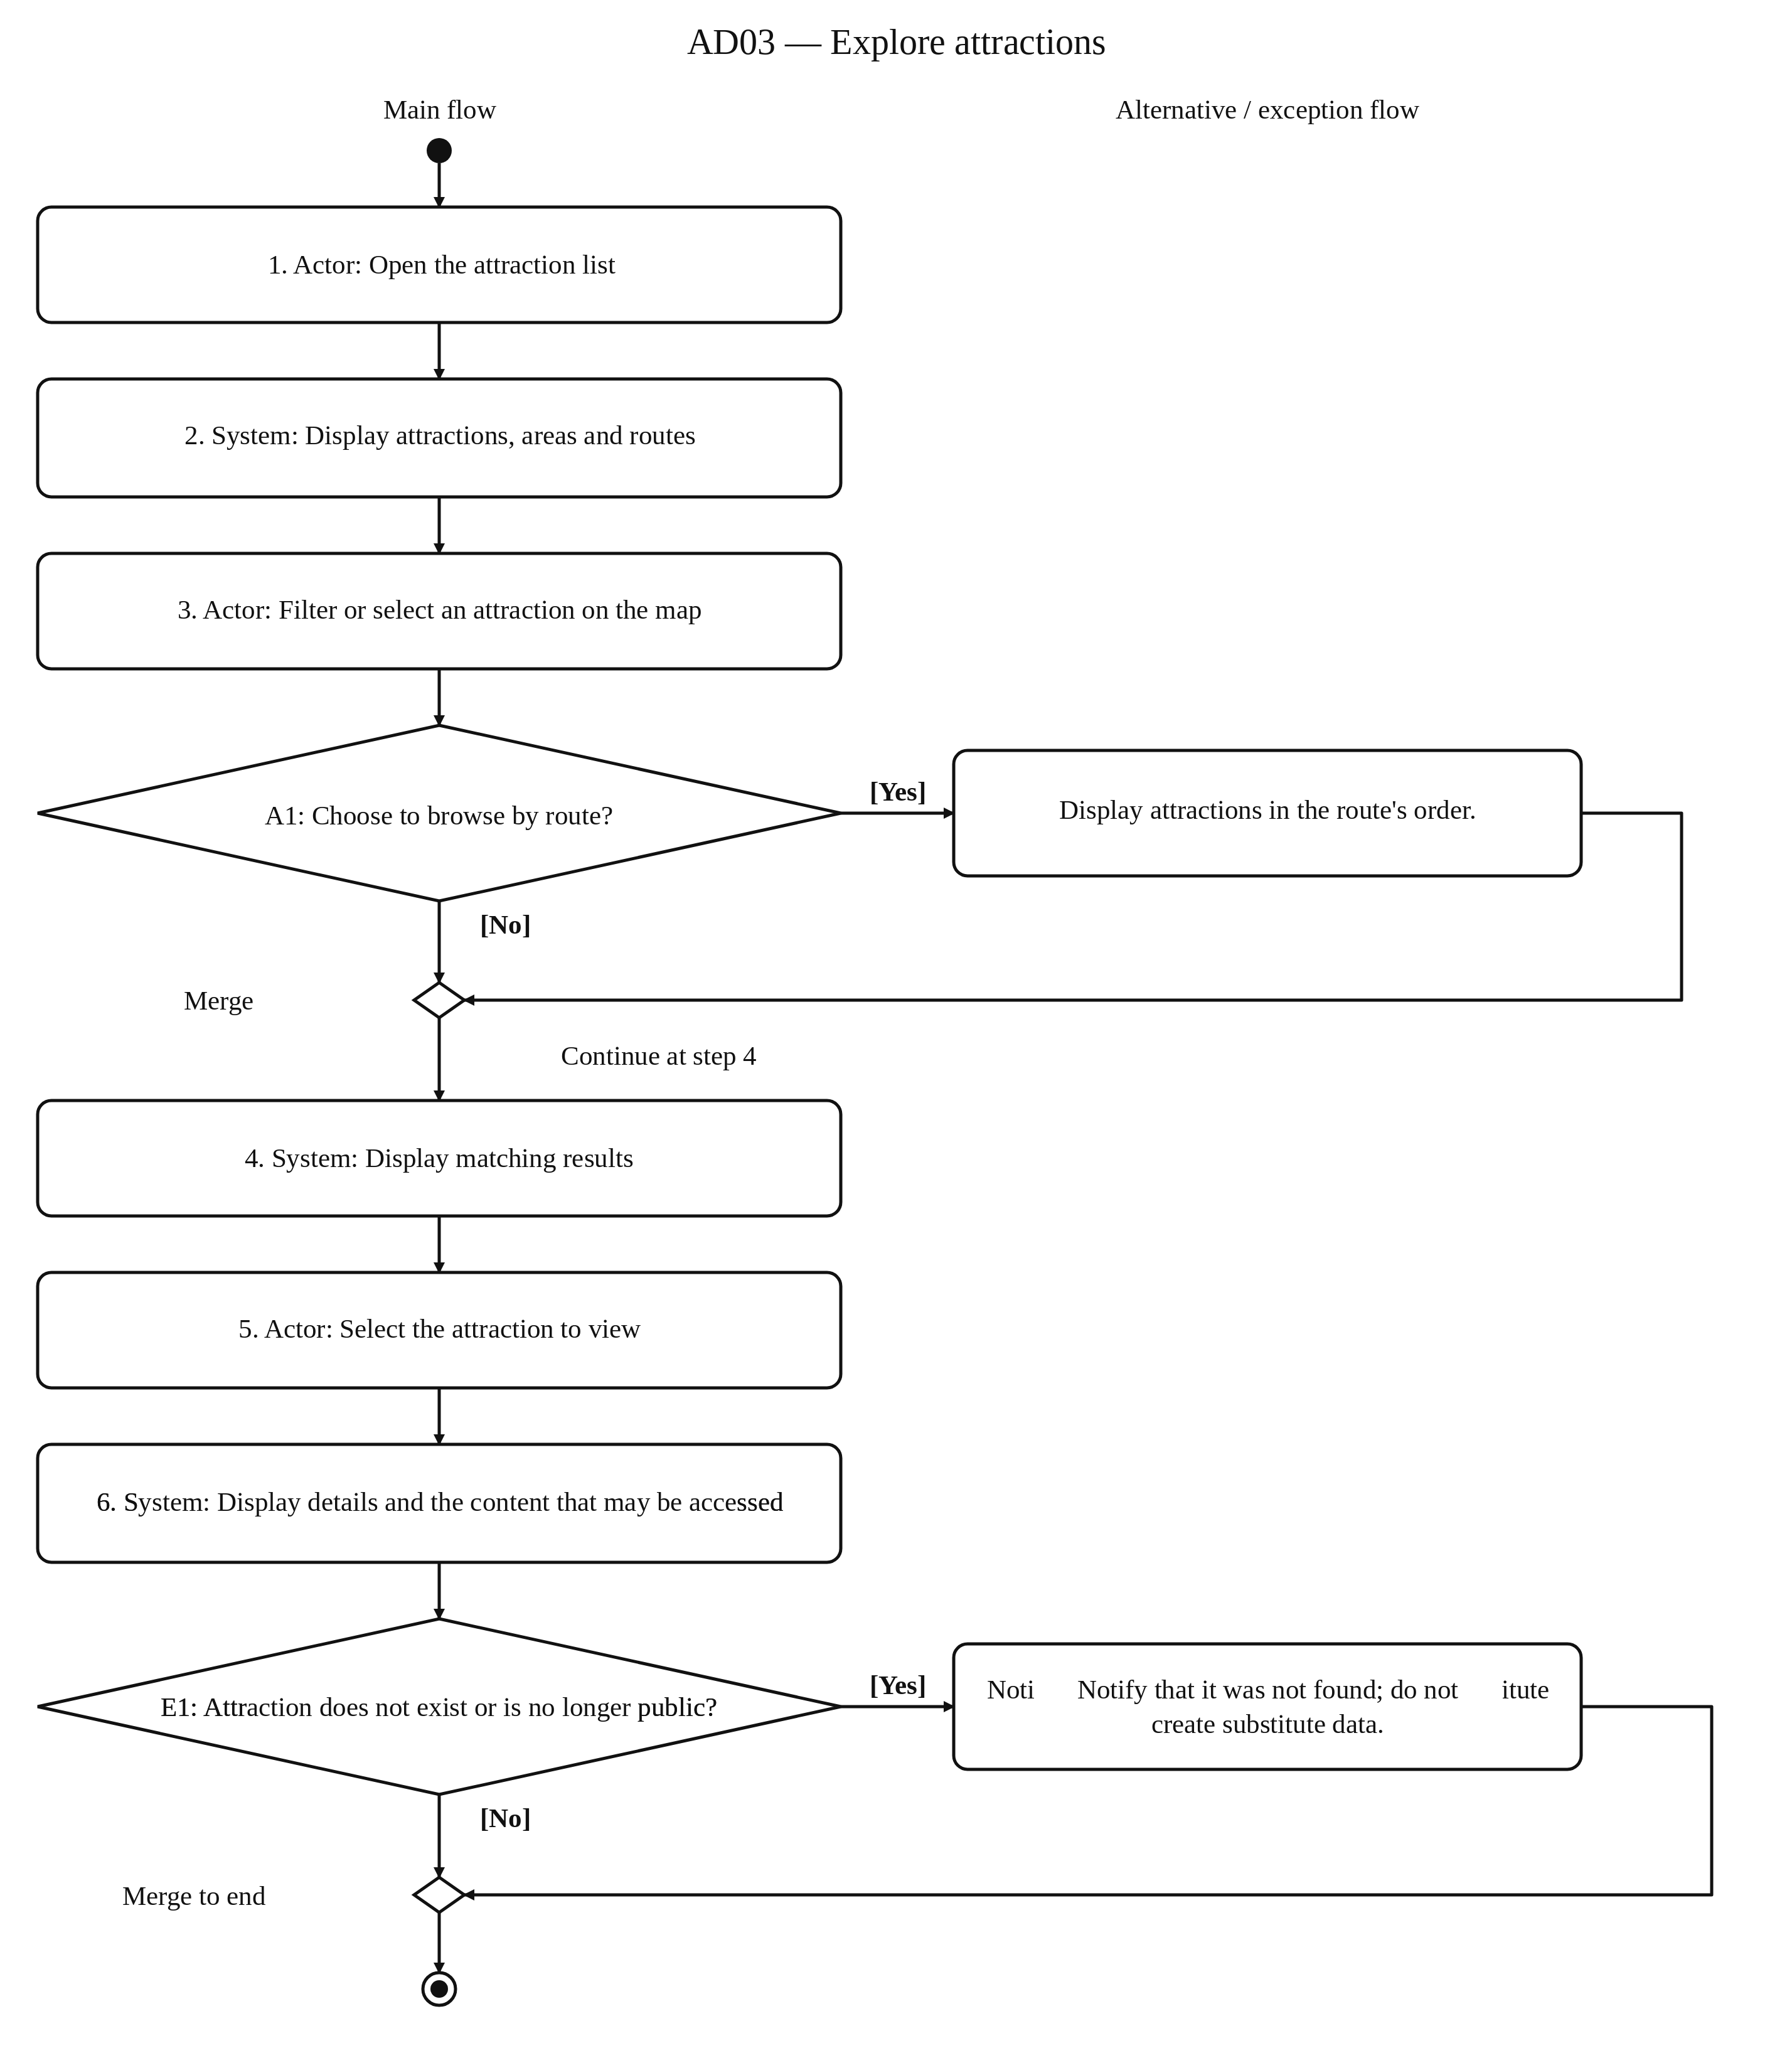 AD03 — Explore attractions
Main flow
Alternative / exception flow
1. Actor: Open the attraction list
2. System: Display attractions, areas and routes
3. Actor: Filter or select an attraction on the map
A1: Choose to browse by route?
[Yes]
Display attractions in the route's order.
[No]
Merge
Continue at step 4
4. System: Display matching results
5. Actor: Select the attraction to view
6. System: Display details and the content that may be accessed
E1: Attraction does not exist or is no longer public?
[Yes]
Noti Notify that it was not found; do not itute
create substitute data.
[No]
Merge to end